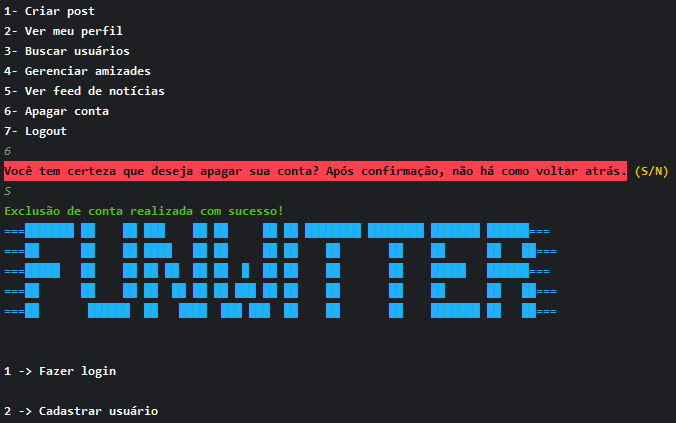 1- Criar post
2- Ver meu perfil
3- Buscar usuários
4- Gerenciar amizades
5- Ver feed de notícias
6- Apagar conta
7- Logout
6
Você tem certeza que deseja apagar sua conta? Após confirmação, não há como voltar atrás. (S/N)
S
Exclusão de conta realizada com sucesso!
FUNWITTER
1 -> Fazer login
2 -> Cadastrar usuário